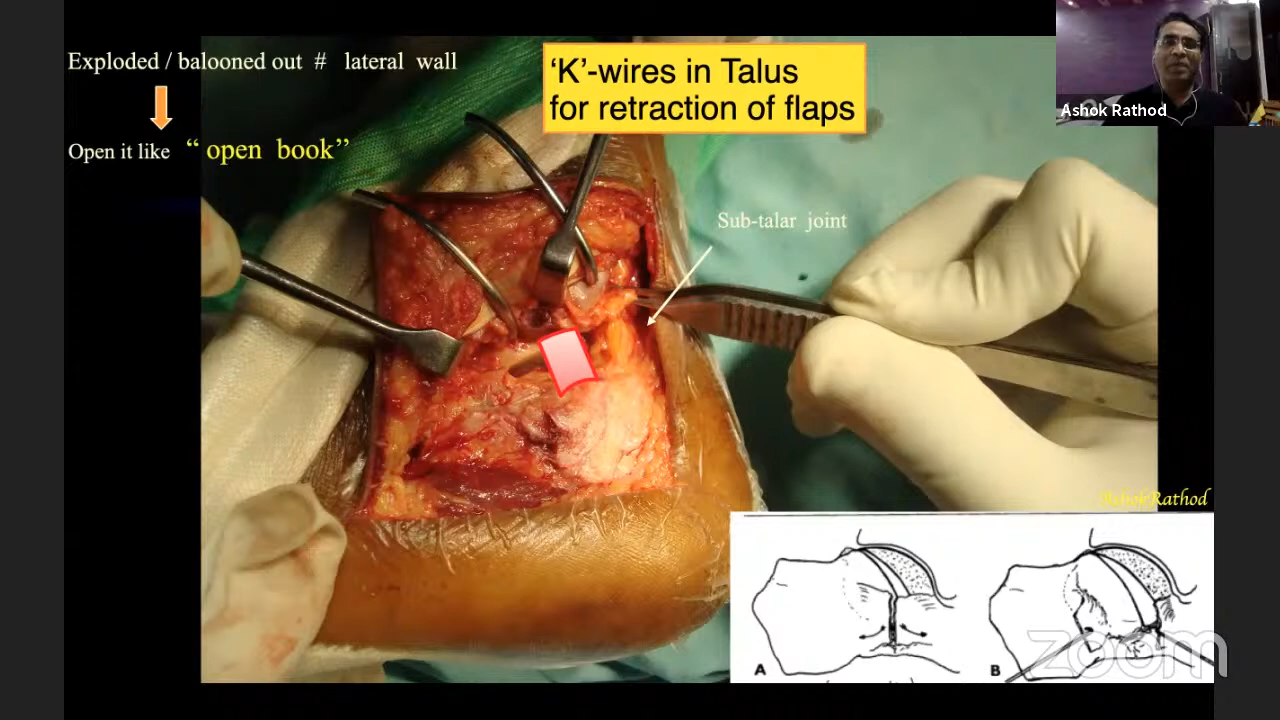 Exploded / balooned out # lateral wall
‘K’-wires in Talus
for retraction of flaps
Ashok Rathod
Open it like “ open book”
Sub-talar joint
Ashok Rathod
A
B
zoom